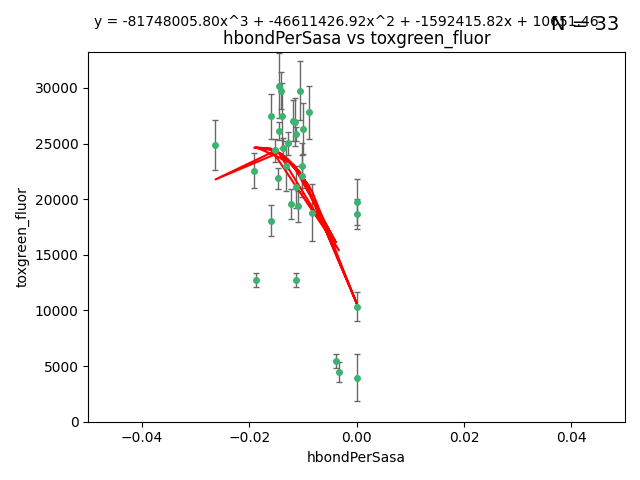 y = -81748005.80x^3 + -46611426.92x^2 + -1592415.82x + 10651.46
N = 33
hbondPerSasa vs toxgreen_fluor
toxgreen_fluor
30000
25000
20000
15000
10000
5000
0
−0.04
−0.02
0.00
0.02
0.04
hbondPerSasa